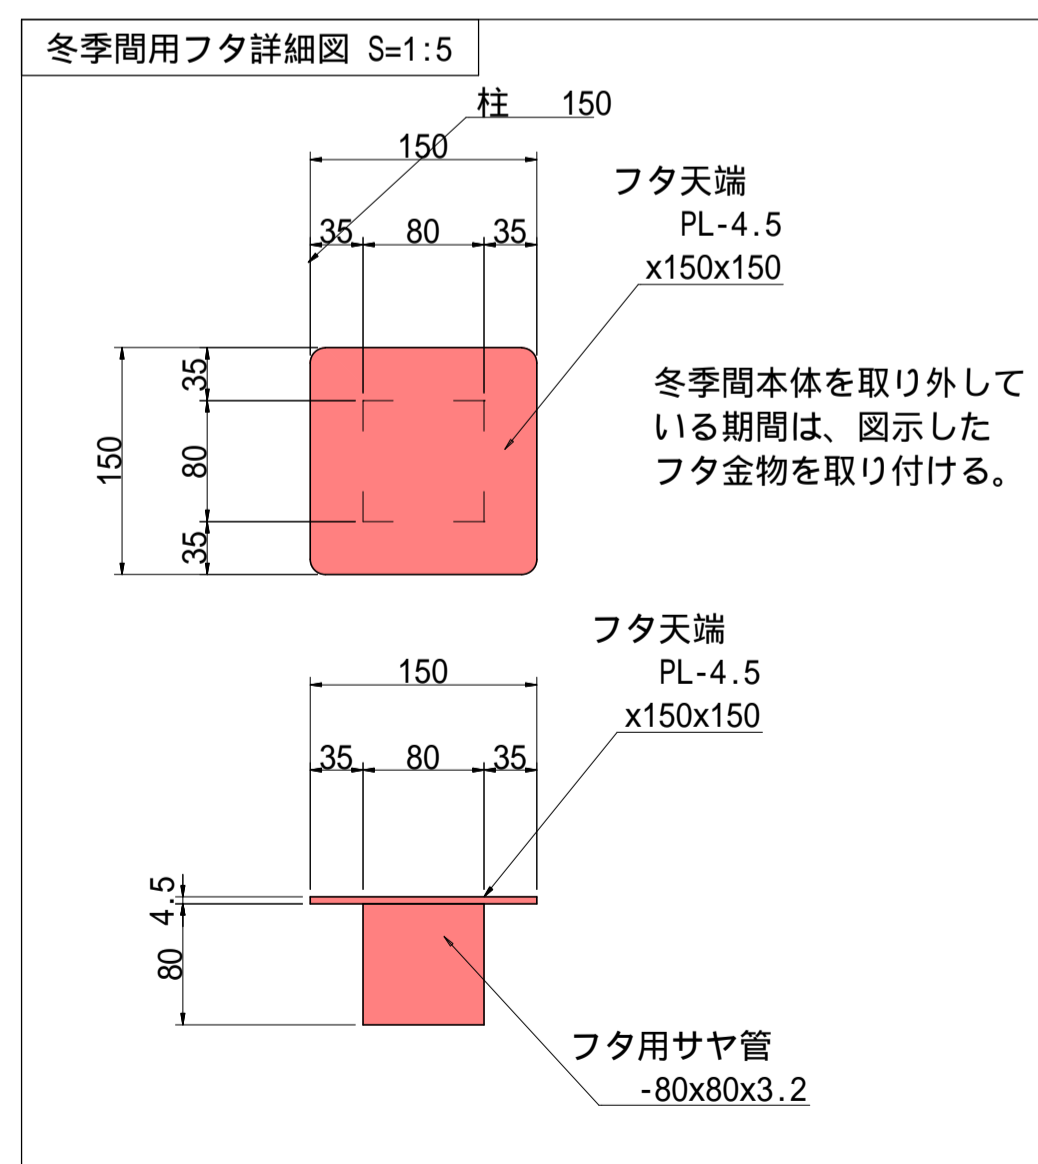 冬季間用フタ詳細図 S=1:5
柱 150
150
フタ天端
PL-4.5
x150x150
35 80 35
冬季間本体を取り外して
いる期間は、図示した
フタ金物を取り付ける。
35
150
80
35
フタ天端
PL-4.5
x150x150
150
35 80 35
4.5
80
フタ用サヤ管
-80x80x3.2